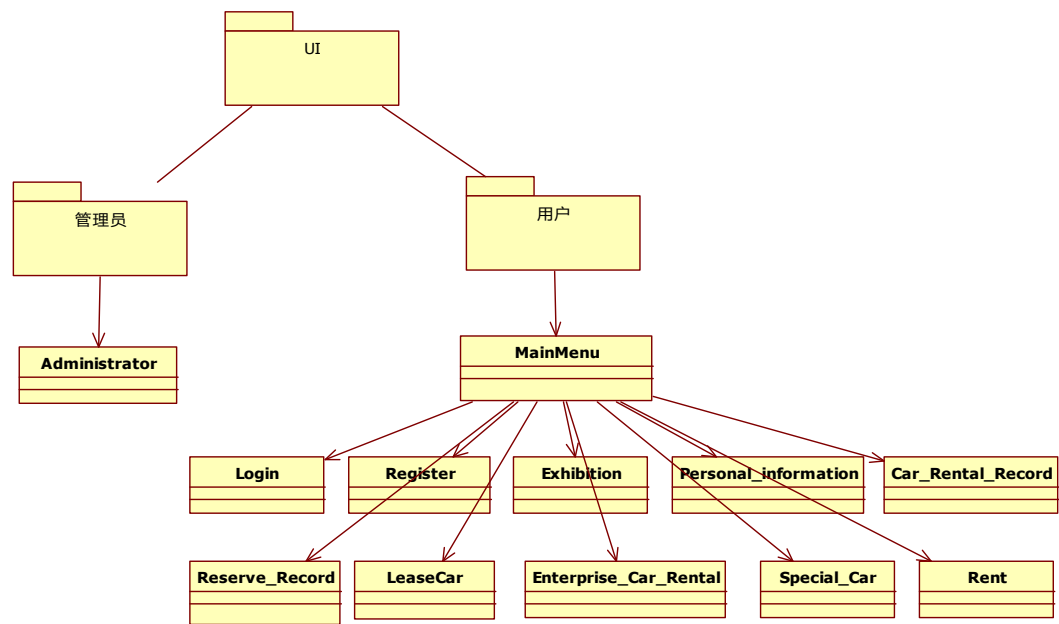 UI
管理员
用户
Administrator
MainMenu
Login
Register
Exhibition
Personal_information
Car_Rental_Record
Reserve_Record
LeaseCar
Enterprise_Car_Rental
Special_Car
Rent